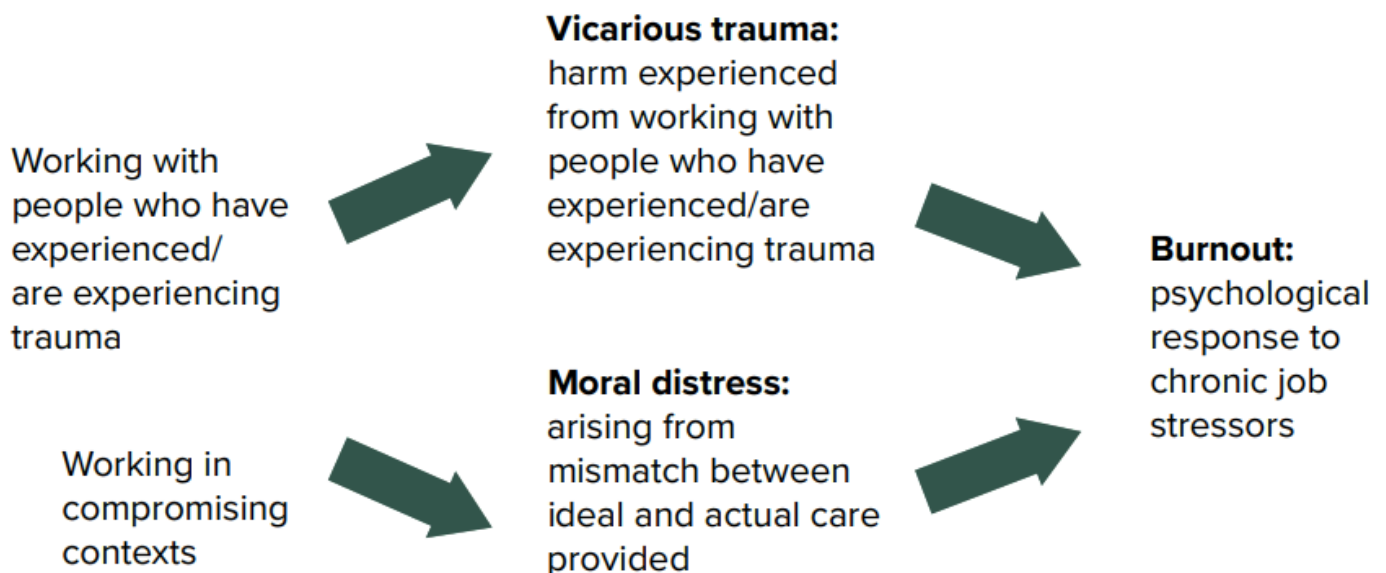 Working with
people who have
experienced/
are experiencing
trauma
Vicarious trauma:
harm experienced
from working with
people who have
experienced/are
experiencing trauma
Working in
compromising
contexts
Moral distress:
arising from
mismatch between
ideal and actual care
provided
Burnout:
psychological
response to
chronic job
stressors